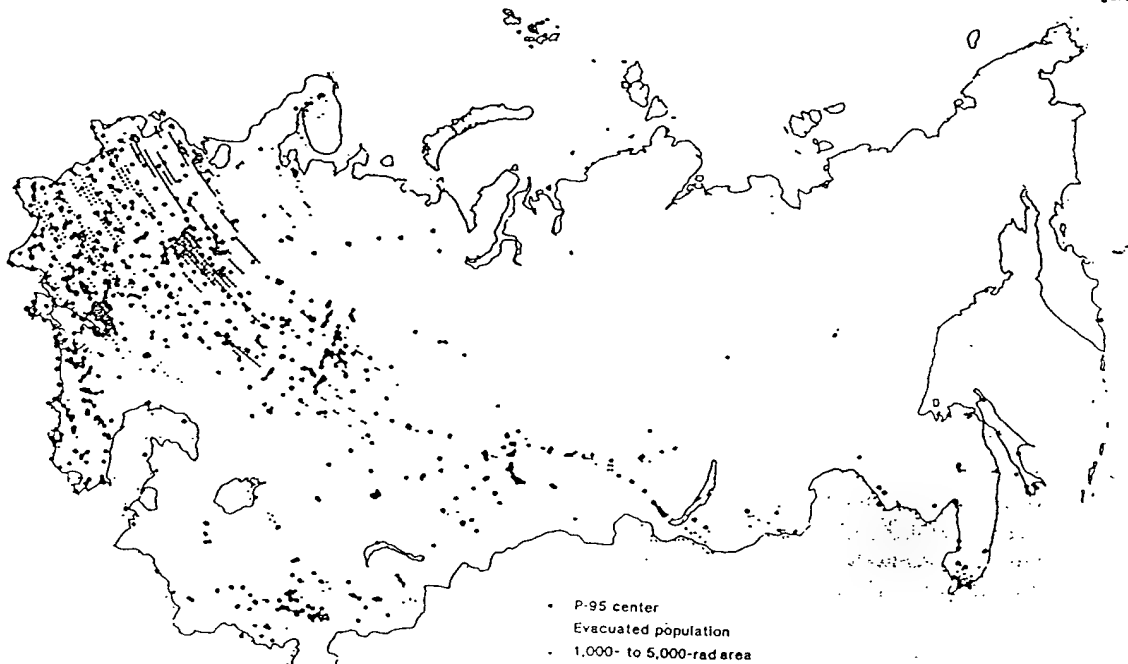 P-95 center
Evacuated population
1,000- to 5,000-rad area